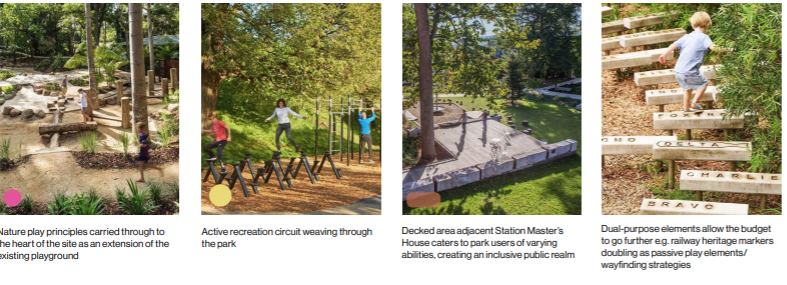 Nature play principles carried through to
the heart of the site as an extension of the
existing playground
Active recreation circuit weaving through
the park
Decked area adjacent Station Master's
House caters to park users of varying
abilities, creating an inclusive public realm
FOXTROT
ECHO
DELTA
CHARLIE
BRAVO
Dual-purpose elements allow the budget
to go further e.g. railway heritage markers
doubling as passive play elements/
wayfinding strategies